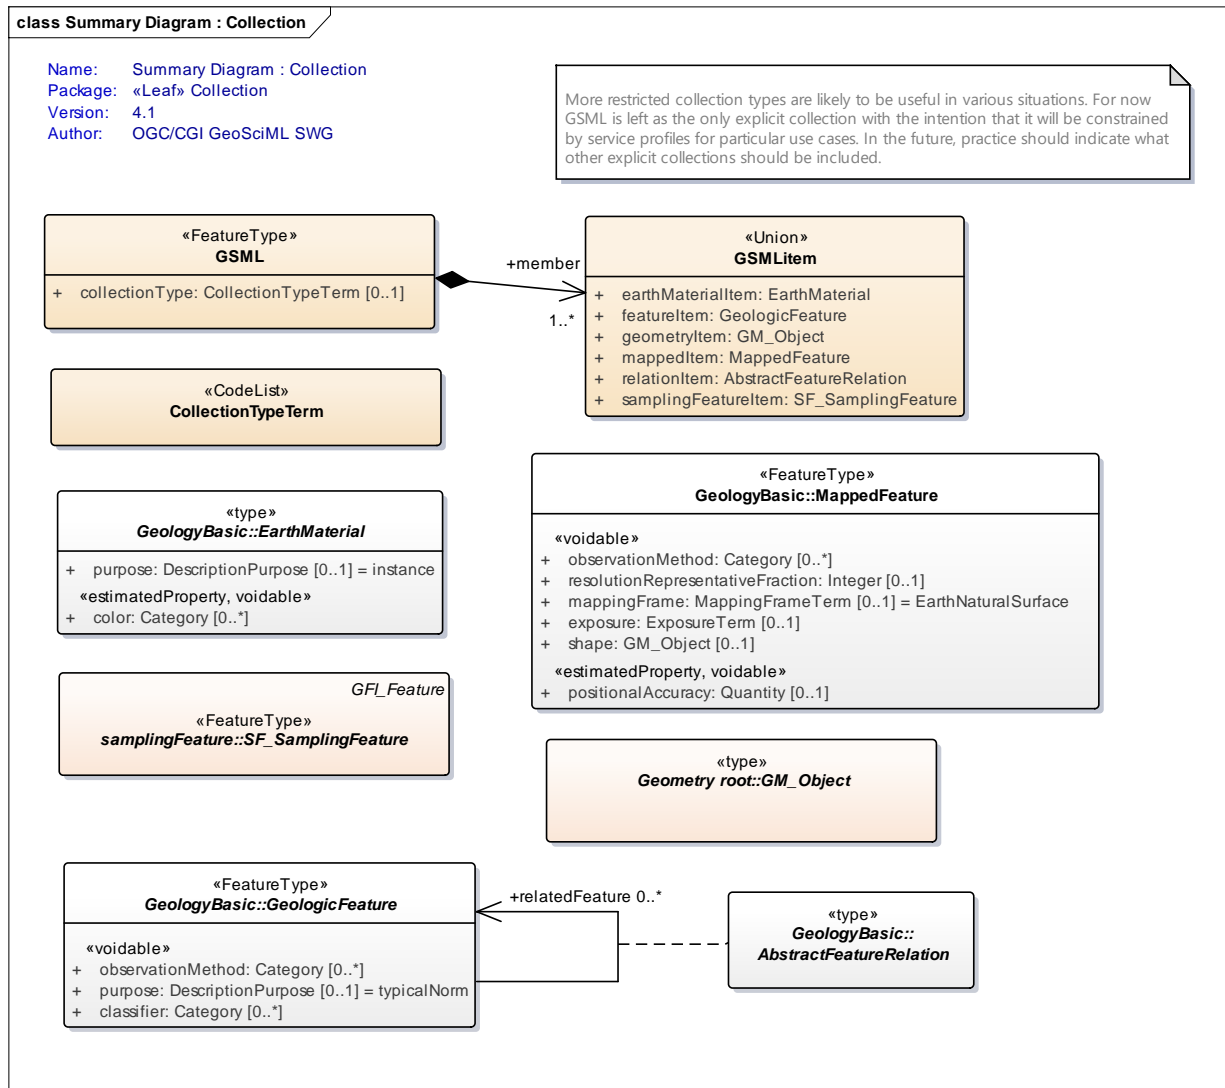 class Summary Diagram : Collection
Name: Summary Diagram : Collection
Package: «Leaf» Collection
Version: 4.1
Author: OGC/CGI GeoSciML SWG
More restricted collection types are likely to be useful in various situations. For now
GSML is left as the only explicit collection with the intention that it will be constrained
by service profiles for particular use cases. In the future, practice should indicate what
other explicit collections should be included.
«FeatureType»
GSML
+ collectionType: CollectionTypeTerm [0..1]
+member
1..*
«Union»
GSMLitem
+ earthMaterialItem: EarthMaterial
+ featureItem: GeologicFeature
+ geometryItem: GM_Object
+ mappedItem: MappedFeature
+ relationItem: AbstractFeatureRelation
+ samplingFeatureItem: SF_SamplingFeature
«CodeList»
CollectionTypeTerm
«type»
GeologyBasic::EarthMaterial
+ purpose: DescriptionPurpose [0..1] = instance
«estimatedProperty, voidable»
+ color: Category [0..*]
«FeatureType»
GeologyBasic::MappedFeature
«voidable»
+ observationMethod: Category [0..*]
+ resolutionRepresentativeFraction: Integer [0..1]
+ mappingFrame: MappingFrameTerm [0..1] = EarthNaturalSurface
+ exposure: ExposureTerm [0..1]
+ shape: GM_Object [0..1]
«estimatedProperty, voidable»
+ positionalAccuracy: Quantity [0..1]
GFI_Feature
«FeatureType»
samplingFeature::SF_SamplingFeature
«type»
Geometry root::GM_Object
«FeatureType»
GeologyBasic::GeologicFeature
«voidable»
+ observationMethod: Category [0..*]
+ purpose: DescriptionPurpose [0..1] = typicalNorm
+ classifier: Category [0..*]
+relatedFeature 0..*
«type»
GeologyBasic::
AbstractFeatureRelation